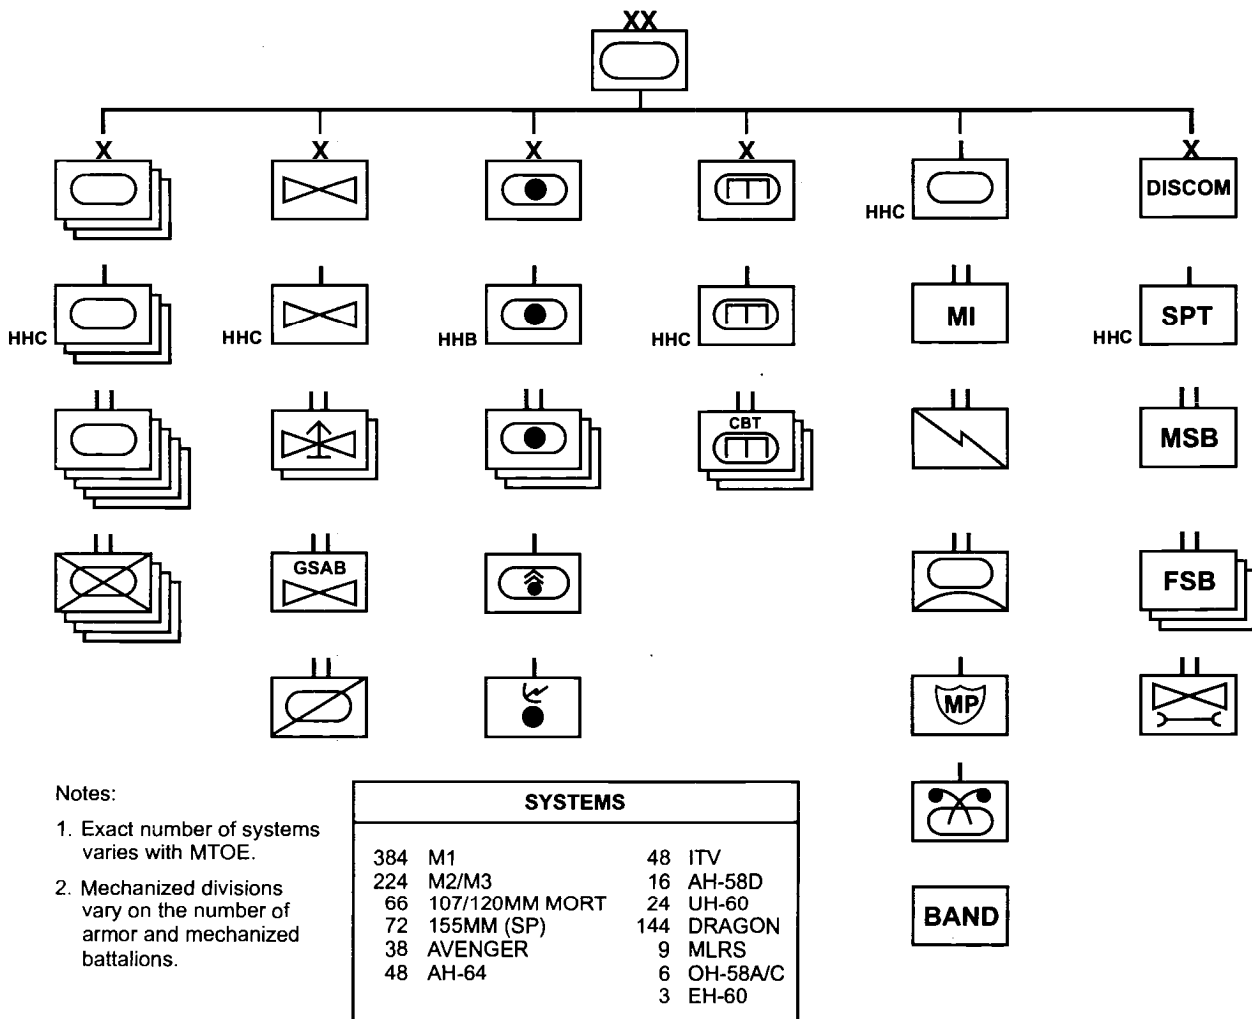 XX
X
X
X
X
X
DISCOM
HHC
HHC
HHC
HHB
HHC
MI
HHC
SPT
CBT
MSB
GSAB
FSB
MP
BAND
Notes:
1. Exact number of systems
varies with MTOE.
2. Mechanized divisions
vary on the number of
armor and mechanized
battalions.
SYSTEMS
384 M1
224 M2/M3
66 107/120MM MORT
72 155MM (SP)
38 AVENGER
48 AH-64
48 ITV
16 AH-58D
24 UH-60
144 DRAGON
9 MLRS
6 OH-58A/C
3 EH-60